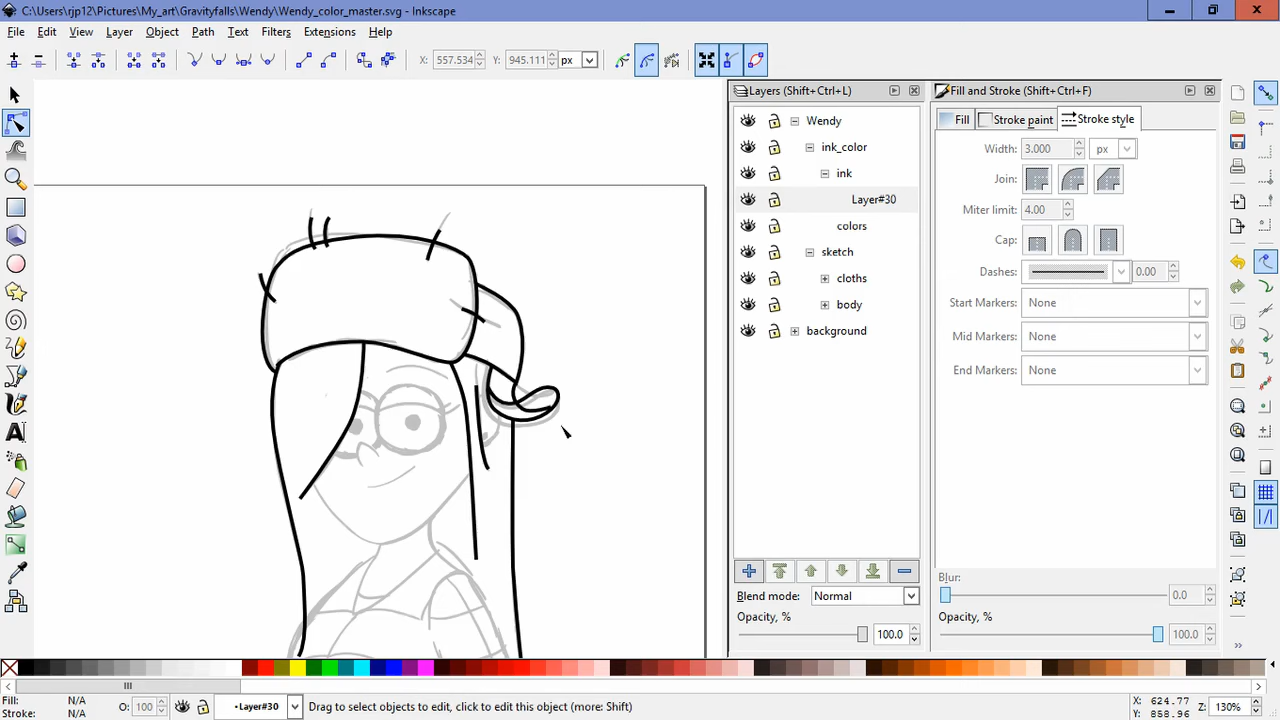 C:\Users\rjp12\Pictures\My_art\Gravityfalls\Wendy\Wendy_color_master.svg - Inkscape
File Edit View Layer Object Path Text Filters Extensions Help
X: 557.534 Y: 945.111 px
Layers (Shift+Ctrl+L)
Fill and Stroke (Shift+Ctrl+F)
Wendy
ink_color
ink
Layer#30
colors
sketch
cloths
body
background
Fill Stroke paint Stroke style
Width: 3.000 px
Join:
Miter limit: 4.00
Cap:
Dashes: 0.00
Start Markers:
None
Mid Markers:
None
End Markers:
None
Blend mode: Normal
Opacity, %
100.0
Blur:
0.0
Opacity, %
100.0
Fill: N/A
Stroke: N/A
O: 100
•Layer#30
Drag to select objects to edit, click to edit this object (more: Shift)
X: 624.77
Y: 858.96
Z: 130%